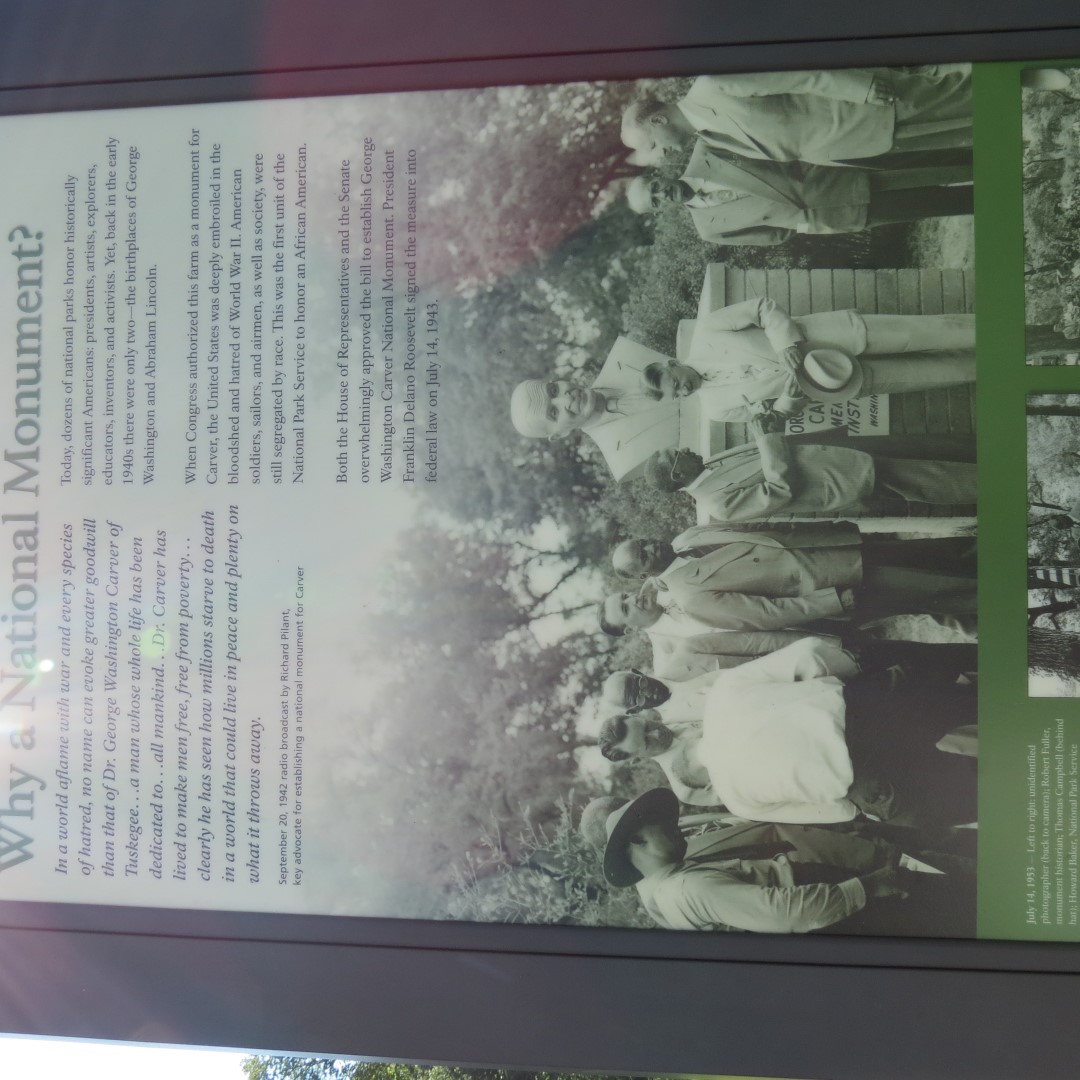 Why a National Monument?
In a world aflame with war and every species
of hatred, no name can evoke greater goodwill
than that of Dr. George Washington Carver of
Tuskegee. . .a man whose whole life has been
dedicated to. . .all mankind. . .Dr. Carver has
lived to make men free, free from poverty. . .
clearly he has seen how millions starve to death
in a world that could live in peace and plenty on
what it throws away.
September 20, 1942 radio broadcast by Richard Pilant,
key advocate for establishing a national monument for Carver
Today, dozens of national parks honor historically
significant Americans: presidents, artists, explorers,
educators, inventors, and activists. Yet, back in the early
1940s there were only two—the birthplaces of George
Washington and Abraham Lincoln.
When Congress authorized this farm as a monument for
Carver, the United States was deeply embroiled in the
bloodshed and hatred of World War II. American
soldiers, sailors, and airmen, as well as society, were
still segregated by race. This was the first unit of the
National Park Service to honor an African American.
Both the House of Representatives and the Senate
overwhelmingly approved the bill to establish George
Washington Carver National Monument. President
Franklin Delano Roosevelt signed the measure into
federal law on July 14, 1943.
DR
CA
MEX
INST
WASHIN
July 14, 1953 — Left to right: unidentified
photographer (back to camera); Robert Fuller,
monument historian; Thomas Campbell (behind
hat); Howard Baker, National Park Service